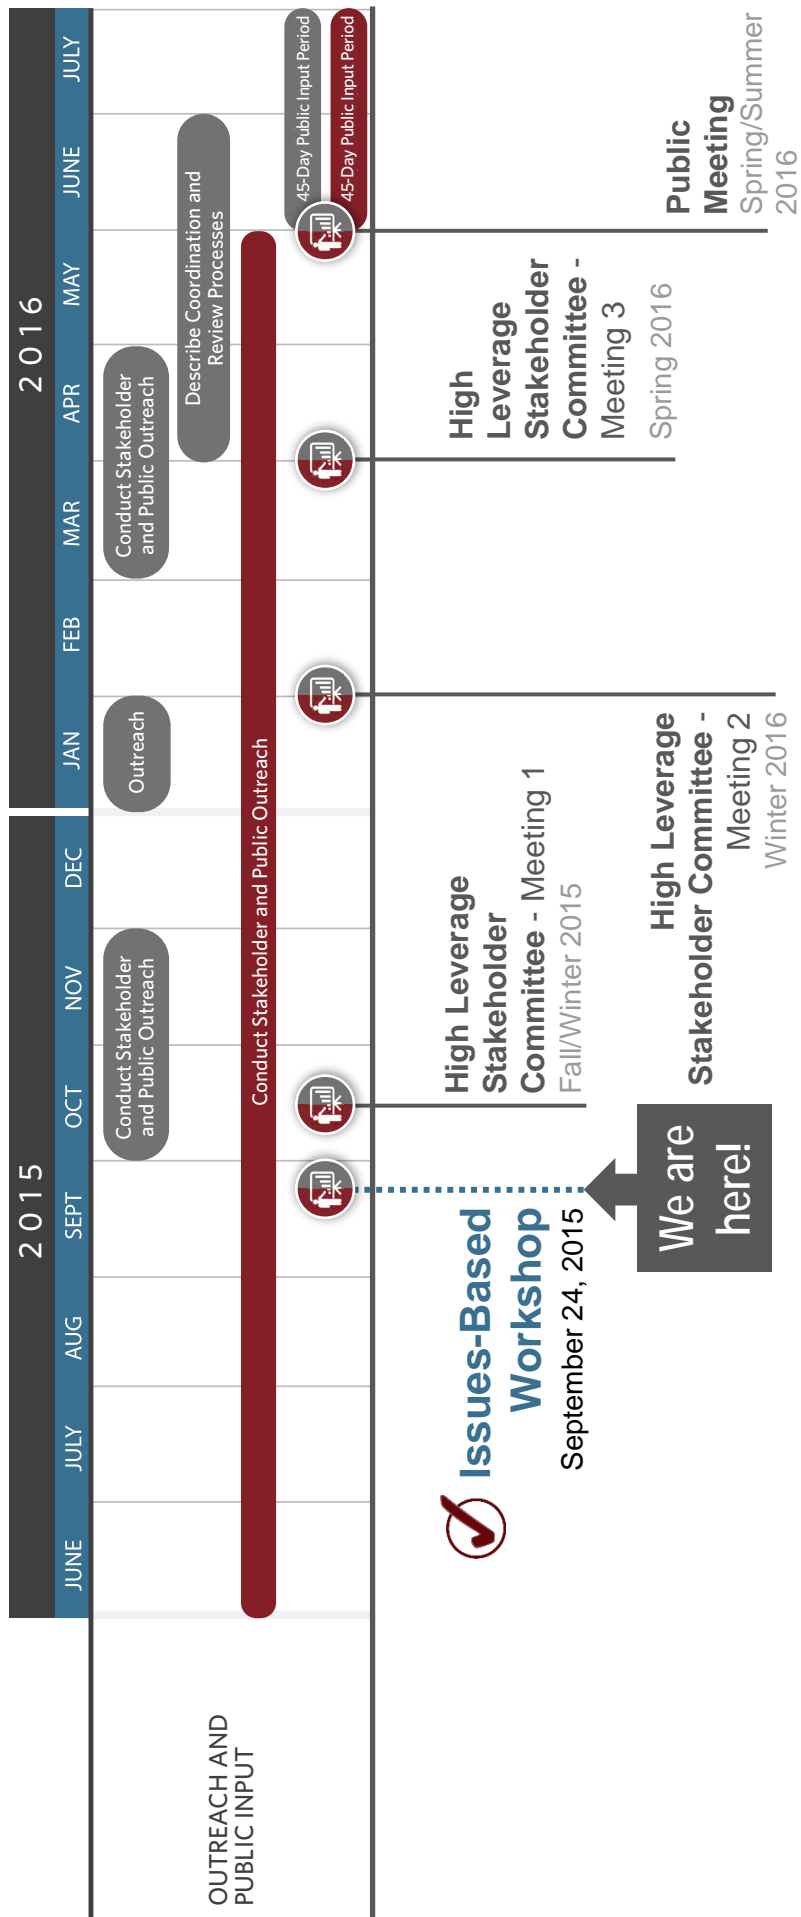 2015
2016
JUNE
JULY
AUG
SEPT
OCT
NOV
DEC
JAN
FEB
MAR
APR
MAY
JUNE
JULY
OUTREACH AND
PUBLIC INPUT
Conduct Stakeholder
and Public Outreach
Outreach
Conduct Stakeholder
and Public Outreach
Describe Coordination and
Review Processes
Conduct Stakeholder and Public Outreach
45-Day Public Input Period
45-Day Public Input Period
Issues-Based
Workshop
September 24, 2015
We are
here!
High Leverage
Stakeholder
Committee - Meeting 1
Fall/Winter 2015
High Leverage
Stakeholder Committee -
Meeting 2
Winter 2016
High
Leverage
Stakeholder
Committee -
Meeting 3
Spring 2016
Public
Meeting
Spring/Summer
2016